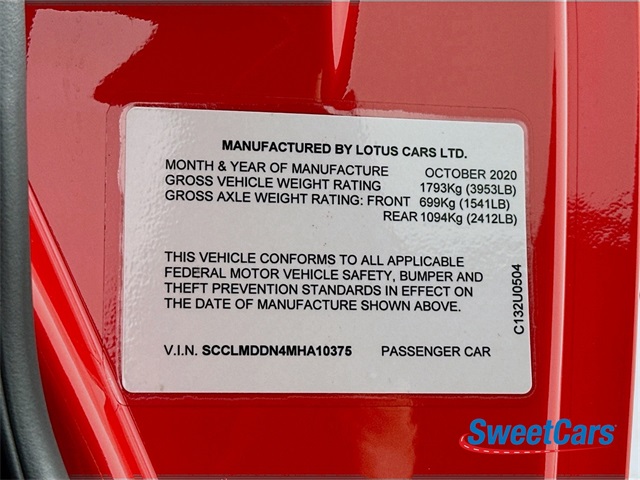 MANUFACTURED BY LOTUS CARS LTD.
MONTH & YEAR OF MANUFACTURE OCTOBER 2020
GROSS VEHICLE WEIGHT RATING 1793Kg (3953LB)
GROSS AXLE WEIGHT RATING: FRONT 699Kg (1541LB)
REAR 1094Kg (2412LB)
THIS VEHICLE CONFORMS TO ALL APPLICABLE
FEDERAL MOTOR VEHICLE SAFETY, BUMPER AND
THEFT PREVENTION STANDARDS IN EFFECT ON
THE DATE OF MANUFACTURE SHOWN ABOVE.
C132U0504
V.I.N. SCCLMDDN4MHA10375 PASSENGER CAR
SweetCars